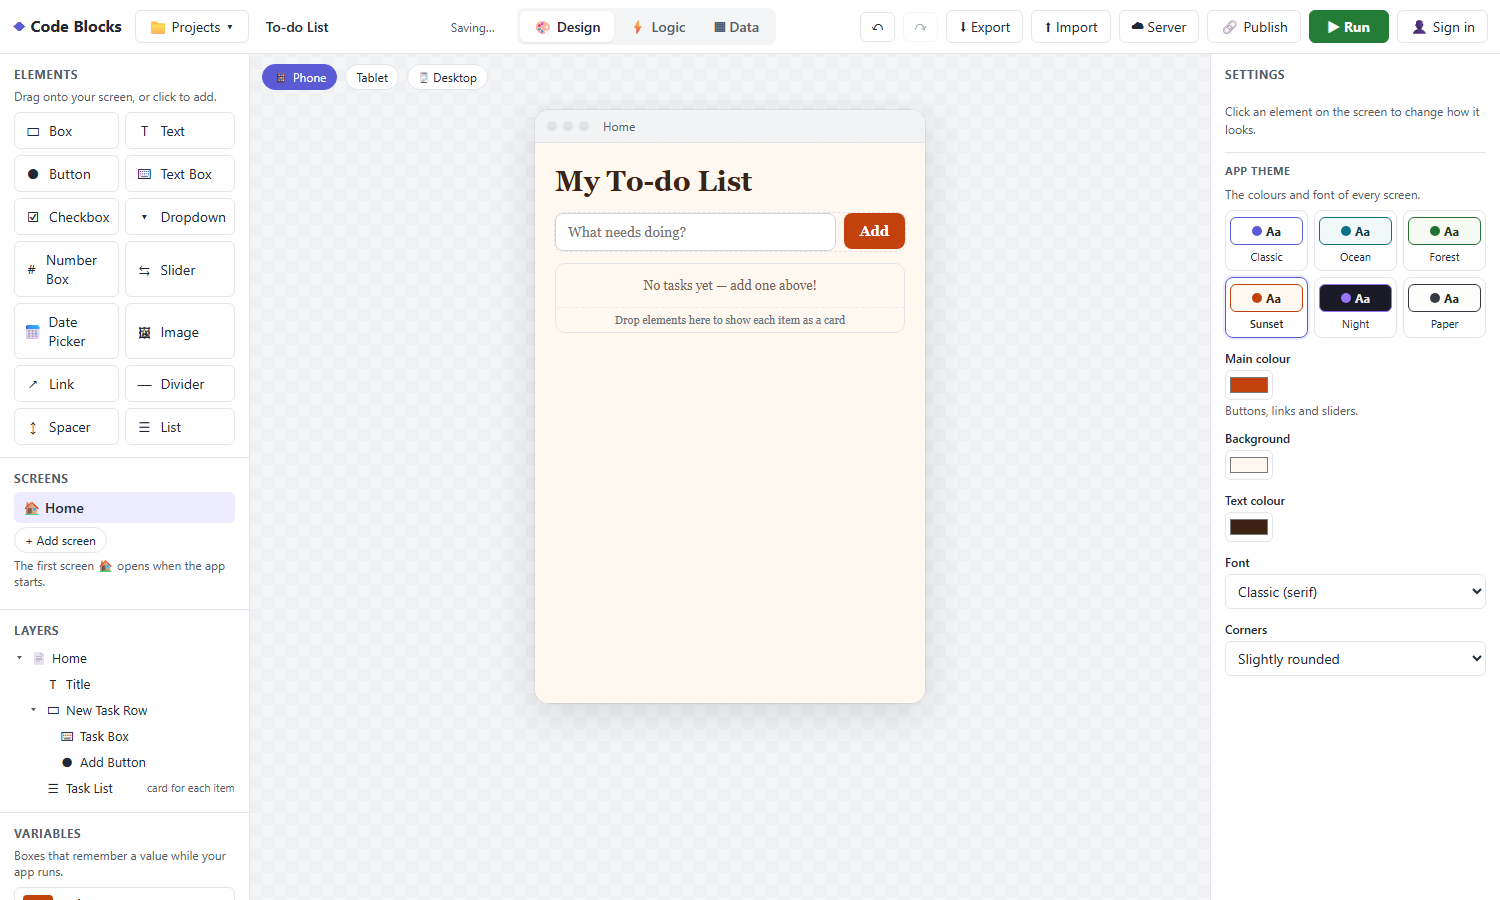 Code Blocks
Projects ▾
To-do List
Saving...
Design
Logic
Data
Export
Import
Server
Publish
Run
Sign in
ELEMENTS
Drag onto your screen, or click to add.
Box
Text
Button
Text Box
Checkbox
Dropdown
Number Box
Slider
Date Picker
Image
Link
Divider
Spacer
List
SCREENS
Home
+ Add screen
The first screen 🏠 opens when the app
starts.
LAYERS
Home
Title
New Task Row
Task Box
Add Button
Task List
card for each item
VARIABLES
Boxes that remember a value while your
app runs.
Phone
Tablet
Desktop
Home
My To-do List
What needs doing?
Add
No tasks yet — add one above!
Drop elements here to show each item as a card
SETTINGS
Click an element on the screen to change how it
looks.
APP THEME
The colours and font of every screen.
Aa
Classic
Aa
Ocean
Aa
Forest
Aa
Sunset
Aa
Night
Aa
Paper
Main colour
Buttons, links and sliders.
Background
Text colour
Font
Classic (serif)
Corners
Slightly rounded